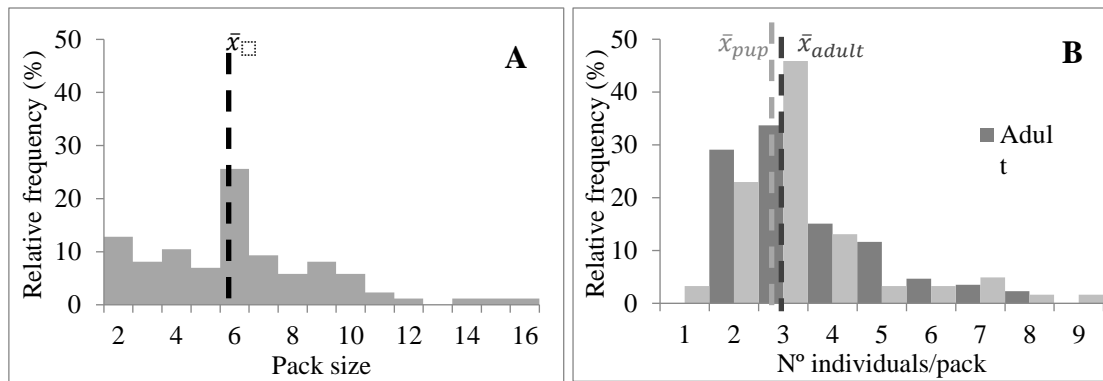 50
40
30
20
10
0
Relative frequency (%)
x̄
A
2 4 6 8 10 12 14 16
Pack size
50
40
30
20
10
0
Relative frequency (%)
x̄pup
x̄adult
B
Adul
t
1 2 3 4 5 6 7 8 9
Nº individuals/pack